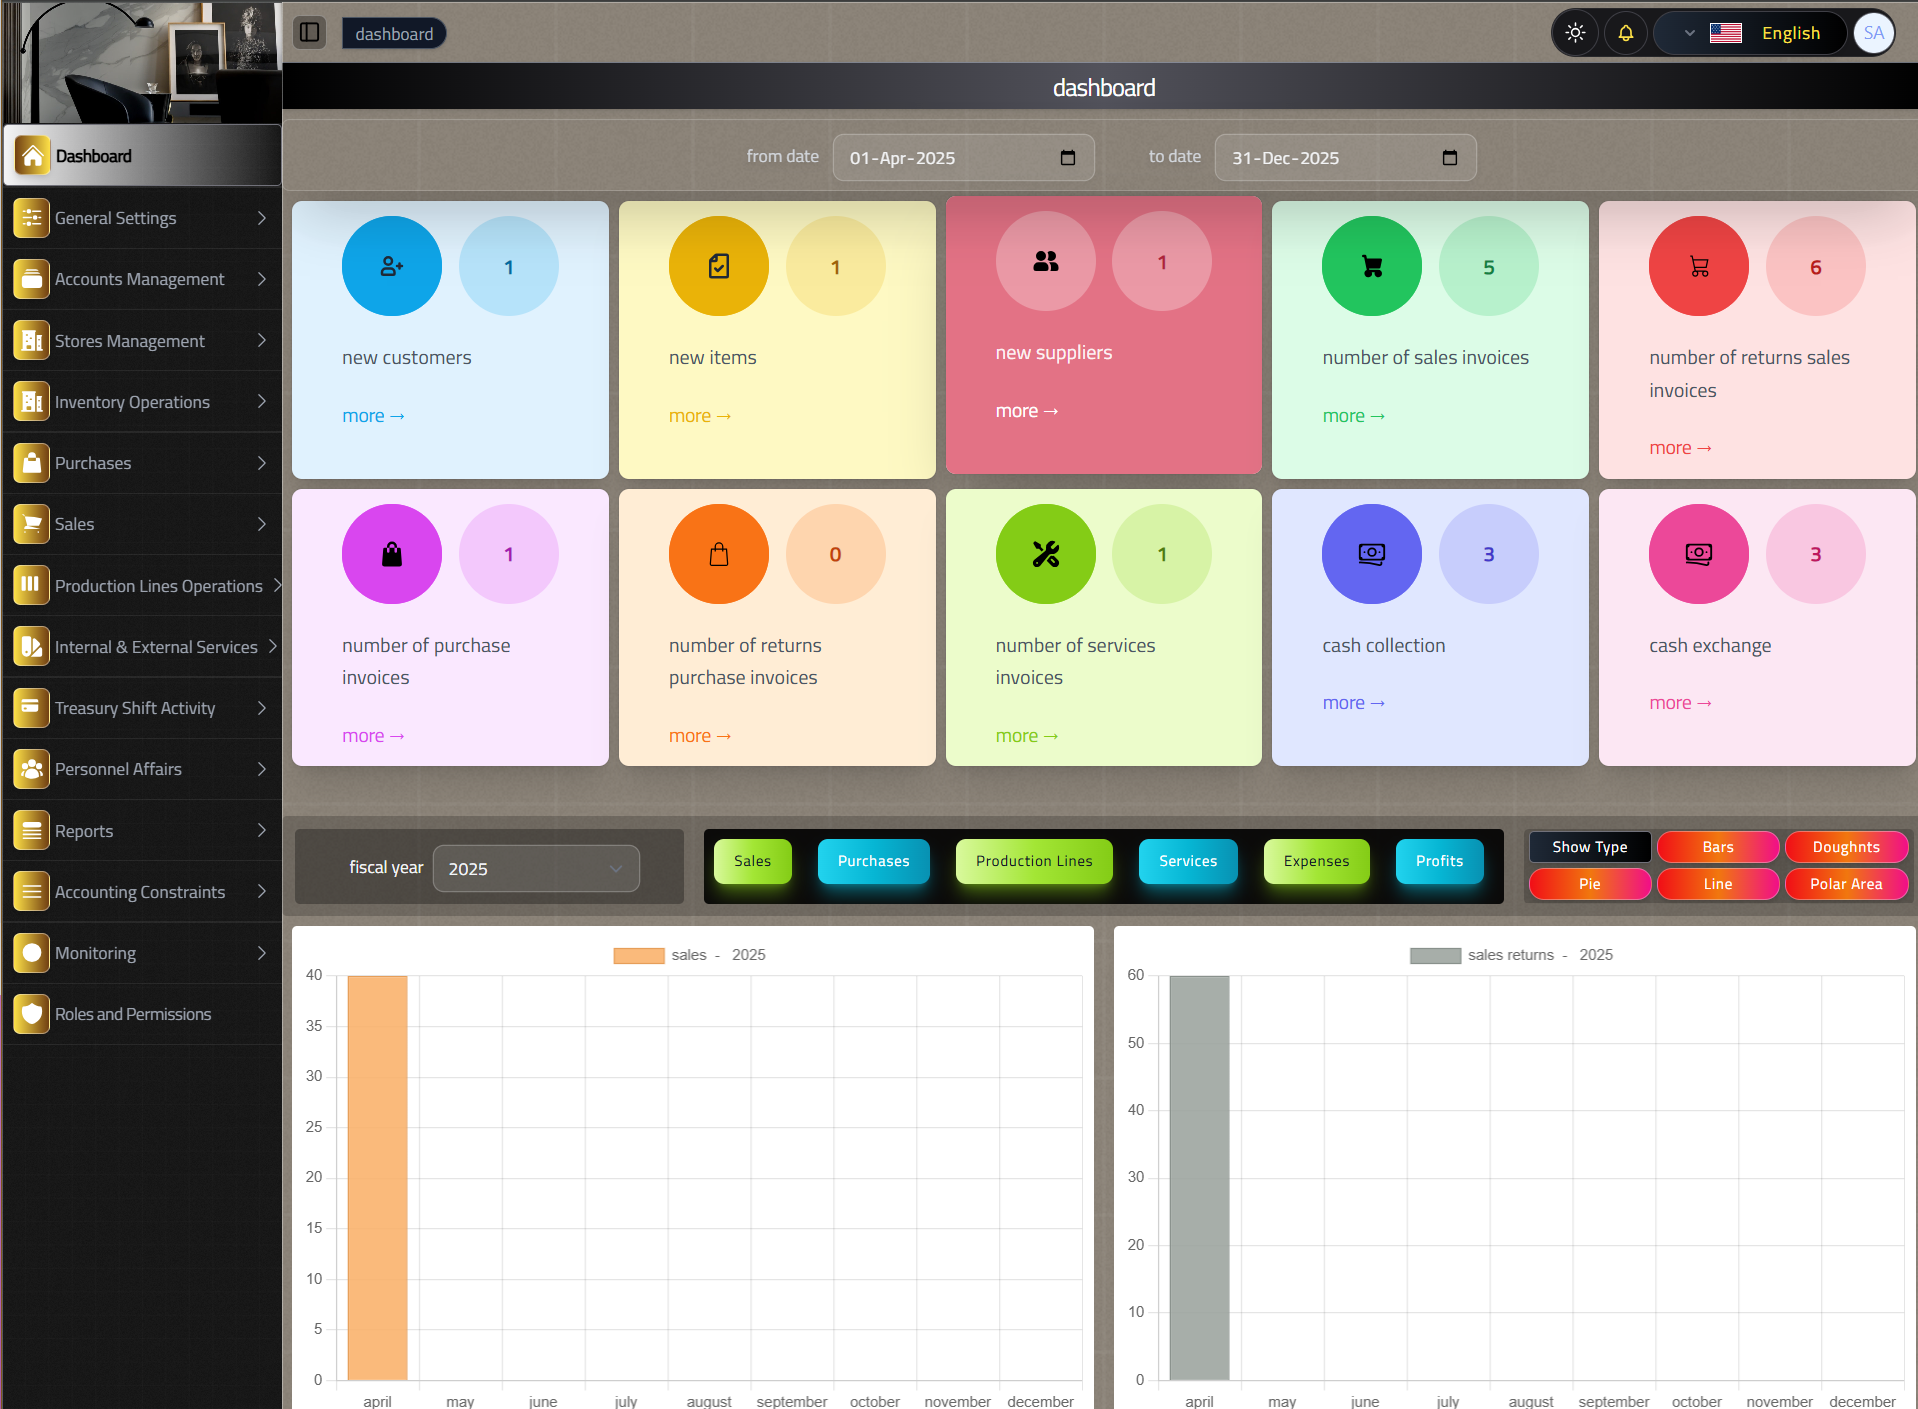 dashboard
English
SA
dashboard
from date
01-Apr-2025
to date
31-Dec-2025
Dashboard
General Settings
Accounts Management
Stores Management
Inventory Operations
Purchases
Sales
Production Lines Operations
Internal & External Services
Treasury Shift Activity
Personnel Affairs
Reports
Accounting Constraints
Monitoring
Roles and Permissions
1
new customers
more →
1
new items
more →
1
new suppliers
more →
5
number of sales invoices
more →
6
number of returns sales
invoices
more →
1
number of purchase
invoices
more →
0
number of returns
purchase invoices
more →
1
number of services
invoices
more →
3
cash collection
more →
3
cash exchange
more →
fiscal year
2025
Sales
Purchases
Production Lines
Services
Expenses
Profits
Show Type
Bars
Doughnts
Pie
Line
Polar Area
sales - 2025
40
35
30
25
20
15
10
5
0
april may june july august september october november december
sales returns - 2025
60
50
40
30
20
10
0
april may june july august september october november december